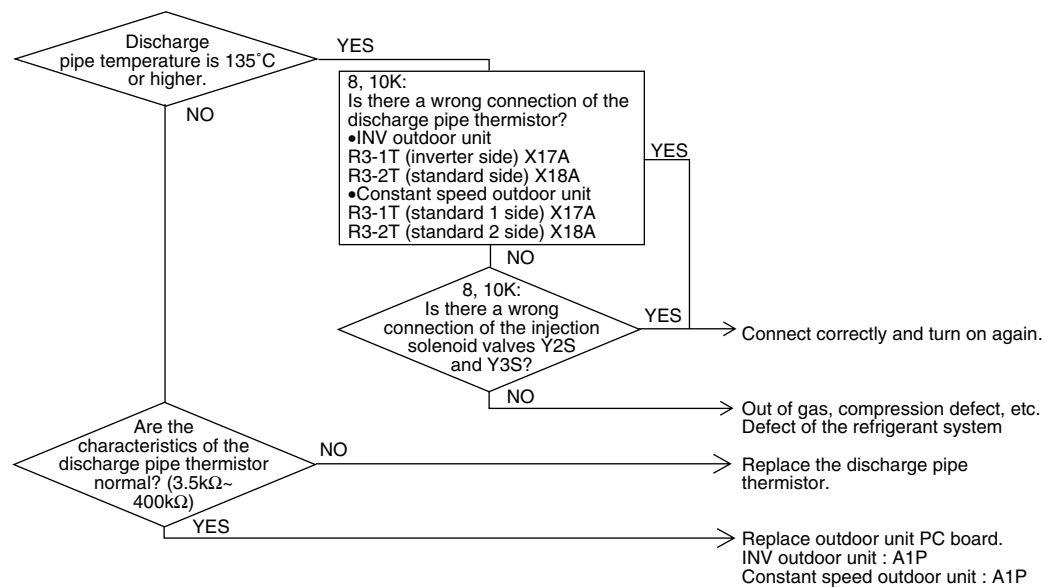 Discharge
pipe temperature is 135˚C
or higher.
YES
NO
8, 10K:
Is there a wrong connection of the
discharge pipe thermistor?
•INV outdoor unit
R3-1T (inverter side) X17A
R3-2T (standard side) X18A
•Constant speed outdoor unit
R3-1T (standard 1 side) X17A
R3-2T (standard 2 side) X18A
YES
NO
8, 10K:
Is there a wrong
connection of the injection
solenoid valves Y2S
and Y3S?
YES
Connect correctly and turn on again.
NO
Out of gas, compression defect, etc.
Defect of the refrigerant system
Are the
characteristics of the
discharge pipe thermistor
normal? (3.5kΩ~
400kΩ)
NO
Replace the discharge pipe
thermistor.
YES
Replace outdoor unit PC board.
INV outdoor unit : A1P
Constant speed outdoor unit : A1P